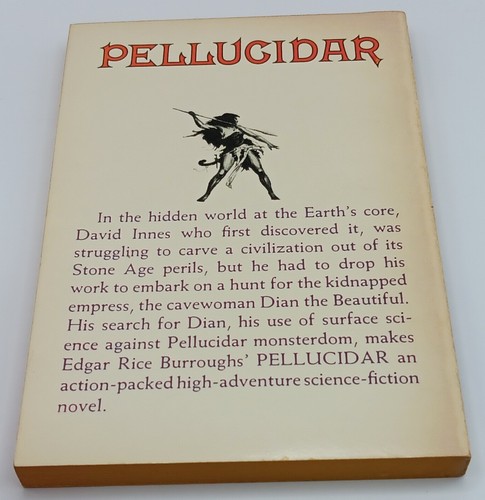 PELLUCIDAR
In the hidden world at the Earth's core,
David Innes who first discovered it, was
struggling to carve a civilization out of its
Stone Age perils, but he had to drop his
work to embark on a hunt for the kidnapped
empress, the cavewoman Dian the Beautiful.
His search for Dian, his use of surface sci-
ence against Pellucidar monsterdom, makes
Edgar Rice Burroughs' PELLUCIDAR an
action-packed high-adventure science-fiction
novel.